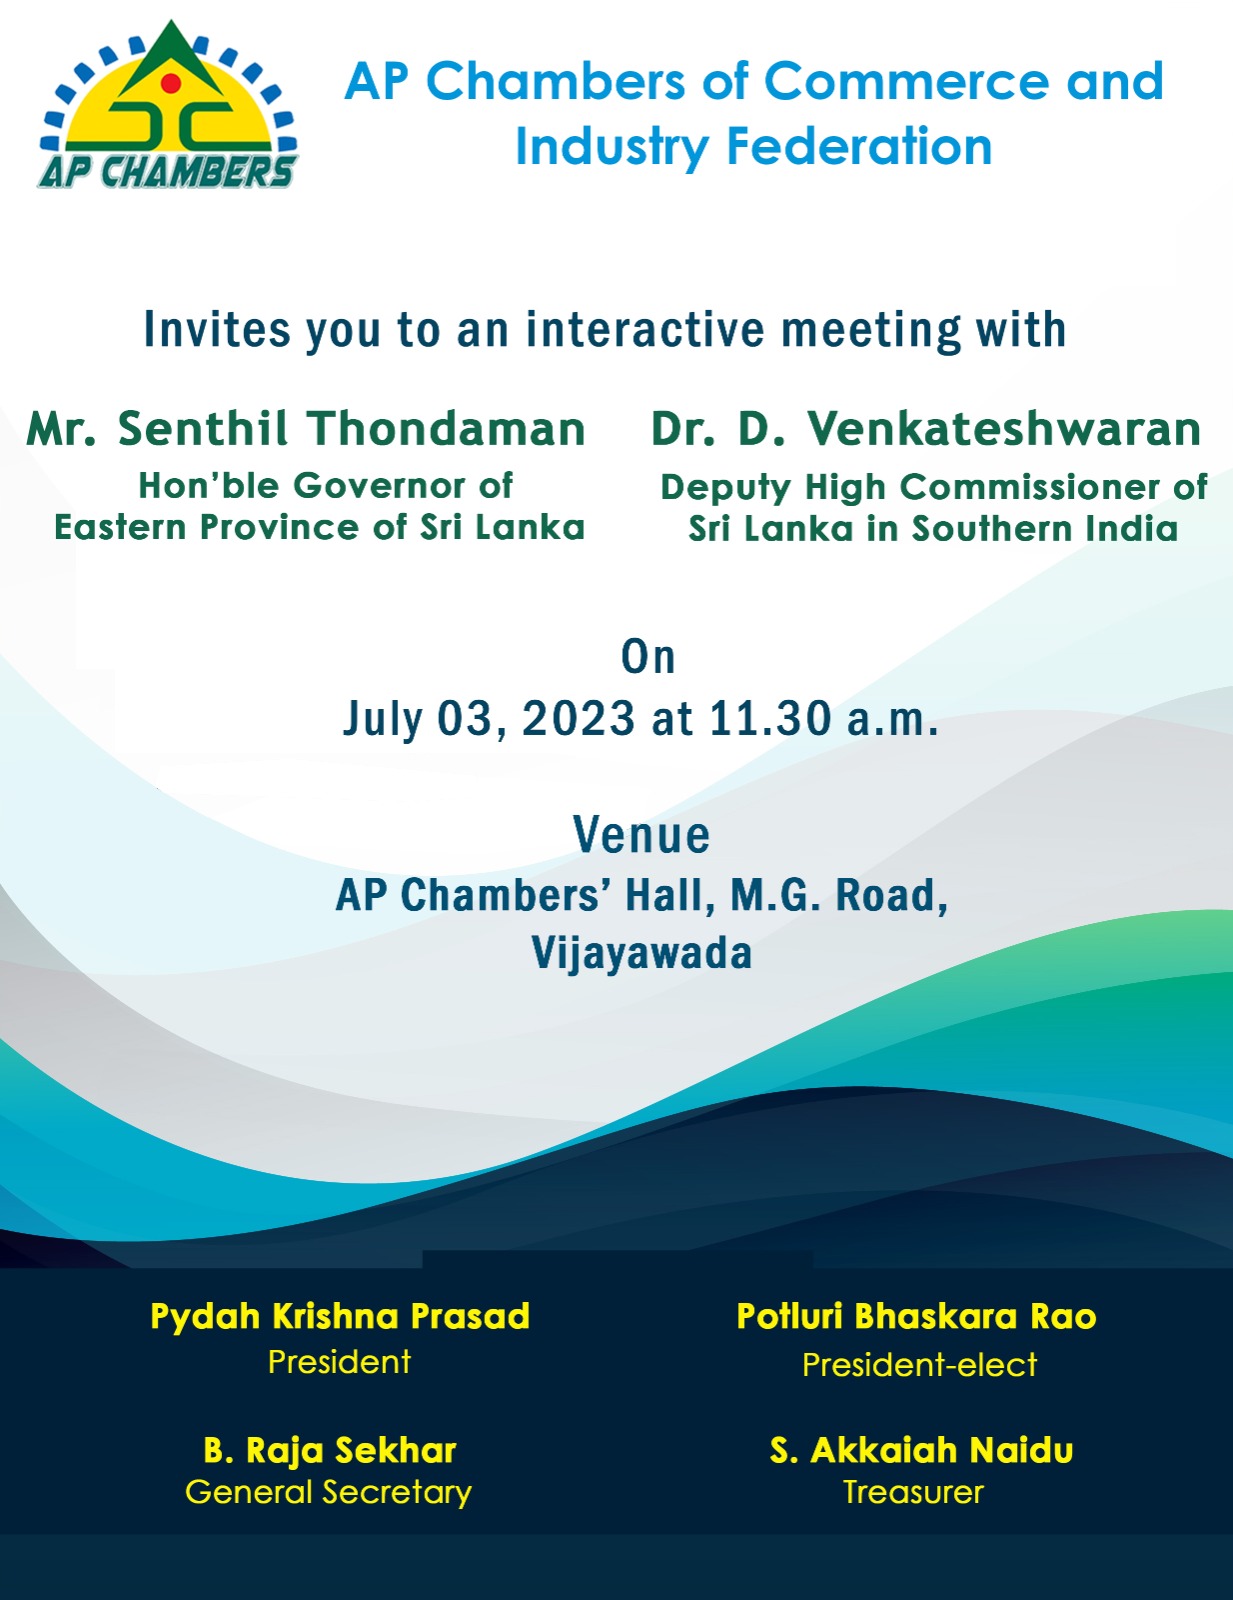 AP CHAMBERS
AP Chambers of Commerce and
Industry Federation
Invites you to an interactive meeting with
Mr. Senthil Thondaman
Hon’ble Governor of
Eastern Province of Sri Lanka
Dr. D. Venkateshwaran
Deputy High Commissioner of
Sri Lanka in Southern India
On
July 03, 2023 at 11.30 a.m.
Venue
AP Chambers’ Hall, M.G. Road,
Vijayawada
Pydah Krishna Prasad
President
Potluri Bhaskara Rao
President-elect
B. Raja Sekhar
General Secretary
S. Akkaiah Naidu
Treasurer